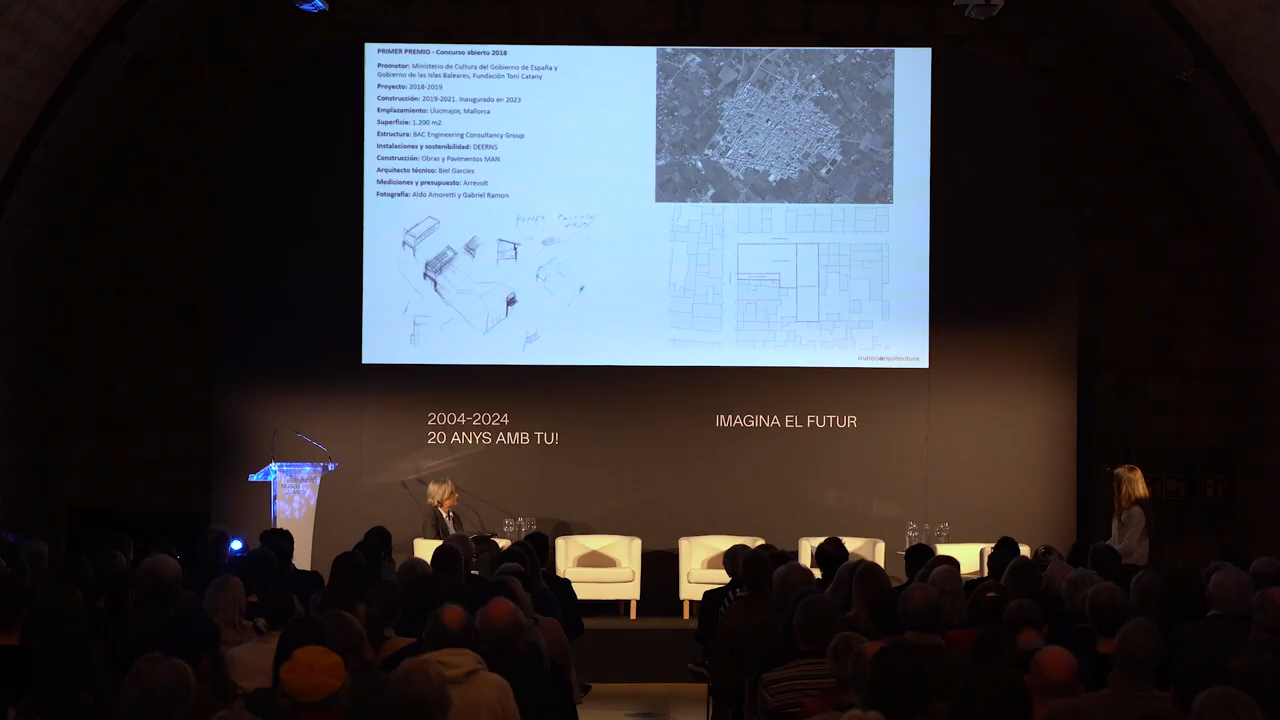 PRIMER PREMIO - Concurso abierto 2018
Promotor: Ministerio de Cultura del Gobierno de España y
Gobierno de las Islas Baleares, Fundación Toni Catany
Proyecto: 2018-2019
Construcción: 2019-2021. Inaugurado en 2023
Emplazamiento: Llucmajor, Mallorca
Superficie: 1,200 m2
Estructura: BAC Engineering Consultancy Group
Instalaciones y sostenibilidad: DEERNS
Construcción: Obras y Pavimentos MAN
Arquitecto técnico: Biel Garcies
Mediciones y presupuesto: Arrevolt
Fotografía: Aldo Amoretti y Gabriel Ramon
mateoarquitectura
2004-2024
20 ANYS AMB TU!
IMAGINA EL FUTUR